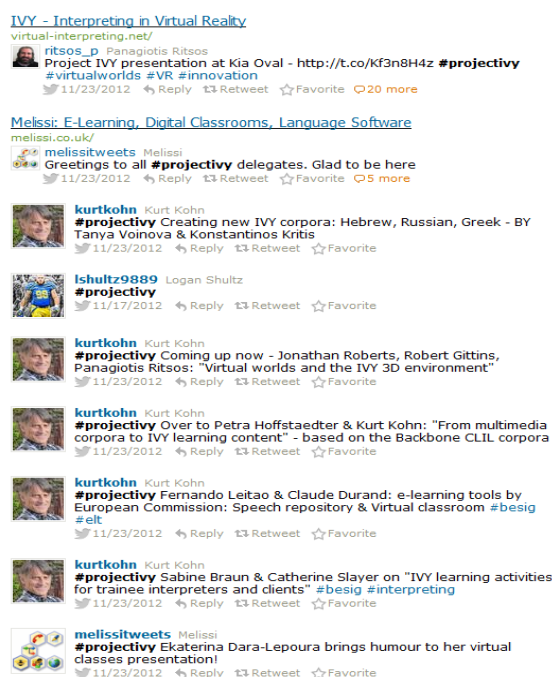 IVY - Interpreting in Virtual Reality
virtual-interpreting.net/
ritsos_p Panagiotis Ritsos
Project IVY presentation at Kia Oval - http://t.co/Kf3n8H4z #projectivy
#virtualworlds #VR #innovation
11/23/2012 Reply Retweet Favorite 20 more
Melissi: E-Learning, Digital Classrooms, Language Software
melissi.co.uk/
melissitweets Melissi
Greetings to all #projectivy delegates. Glad to be here
11/23/2012 Reply Retweet Favorite 5 more
kurtkohn Kurt Kohn
#projectivy Creating new IVY corpora: Hebrew, Russian, Greek - BY
Tanya Voinova & Konstantinos Kritis
11/23/2012 Reply Retweet Favorite
lshultz9889 Logan Shultz
#projectivy
11/17/2012 Reply Retweet Favorite
kurtkohn Kurt Kohn
#projectivy Coming up now - Jonathan Roberts, Robert Gittins,
Panagiotis Ritsos: "Virtual worlds and the IVY 3D environment"
11/23/2012 Reply Retweet Favorite
kurtkohn Kurt Kohn
#projectivy Over to Petra Hoffstaedter & Kurt Kohn: "From multimedia
corpora to IVY learning content" - based on the Backbone CLIL corpora
11/23/2012 Reply Retweet Favorite
kurtkohn Kurt Kohn
#projectivy Fernando Leitao & Claude Durand: e-learning tools by
European Commission: Speech repository & Virtual classroom #besig
#elt
11/23/2012 Reply Retweet Favorite
kurtkohn Kurt Kohn
#projectivy Sabine Braun & Catherine Slayer on "IVY learning activities
for trainee interpreters and clients" #besig #interpreting
11/23/2012 Reply Retweet Favorite
melissitweets Melissi
#projectivy Ekaterina Dara-Lepoura brings humour to her virtual
classes presentation!
11/23/2012 Reply Retweet Favorite